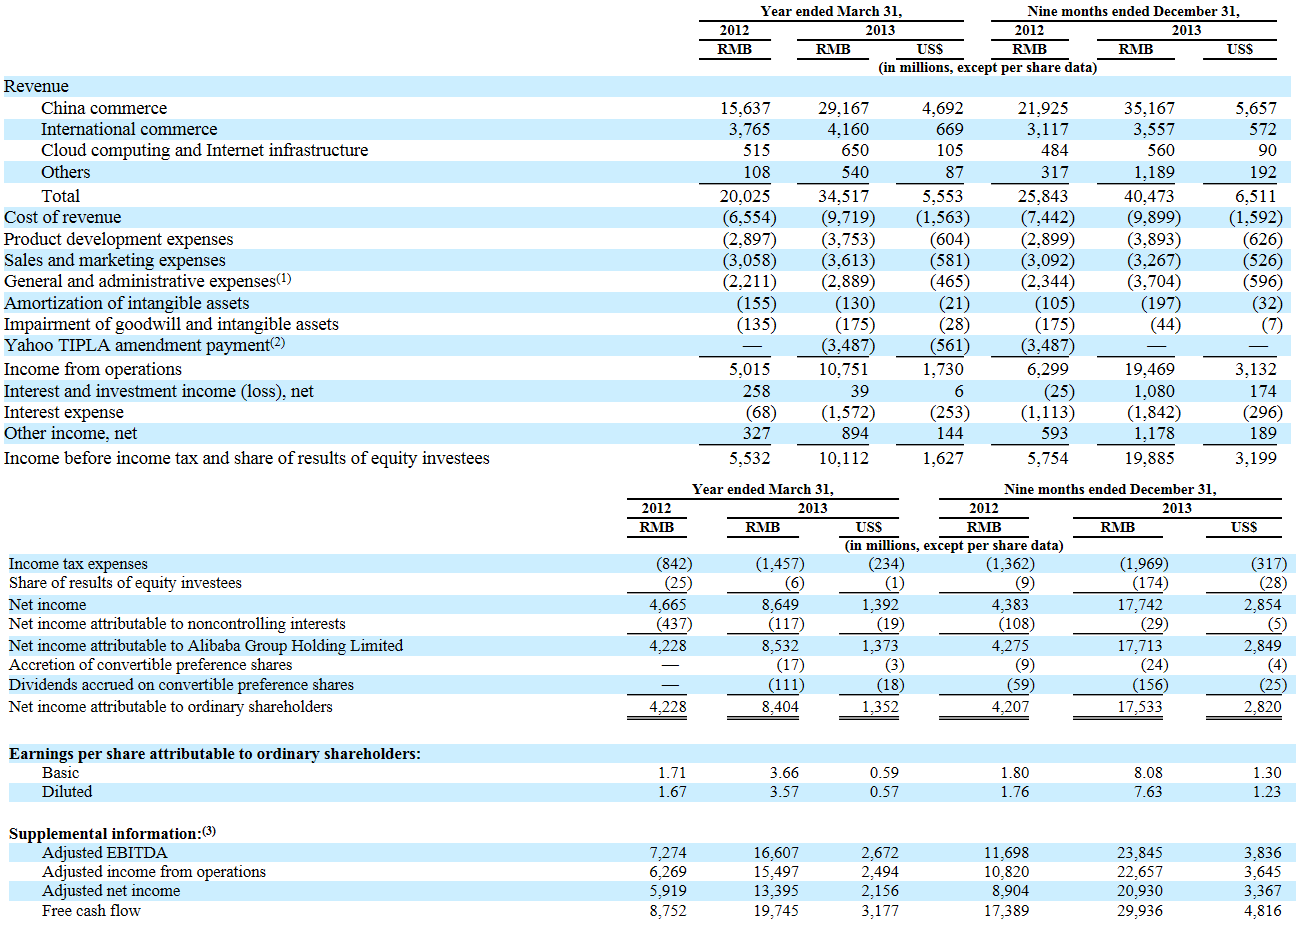 Year ended March 31, Nine months ended December 31,
2012 2013 2012 2013
RMB RMB US$ RMB RMB US$
(in millions, except per share data)
Revenue
China commerce 15,637 29,167 4,692 21,925 35,167 5,657
International commerce 3,765 4,160 669 3,117 3,557 572
Cloud computing and Internet infrastructure 515 650 105 484 560 90
Others 108 540 87 317 1,189 192
Total 20,025 34,517 5,553 25,843 40,473 6,511
Cost of revenue (6,554) (9,719) (1,563) (7,442) (9,899) (1,592)
Product development expenses (2,897) (3,753) (604) (2,899) (3,893) (626)
Sales and marketing expenses (3,058) (3,613) (581) (3,092) (3,267) (526)
General and administrative expenses(1) (2,211) (2,889) (465) (2,344) (3,704) (596)
Amortization of intangible assets (155) (130) (21) (105) (197) (32)
Impairment of goodwill and intangible assets (135) (175) (28) (175) (44) (7)
Yahoo TIPLA amendment payment(2) — (3,487) (561) (3,487) — —
Income from operations 5,015 10,751 1,730 6,299 19,469 3,132
Interest and investment income (loss), net 258 39 6 (25) 1,080 174
Interest expense (68) (1,572) (253) (1,113) (1,842) (296)
Other income, net 327 894 144 593 1,178 189
Income before income tax and share of results of equity investees 5,532 10,112 1,627 5,754 19,885 3,199
Year ended March 31, Nine months ended December 31,
2012 2013 2012 2013
RMB RMB US$ RMB RMB US$
(in millions, except per share data)
Income tax expenses (842) (1,457) (234) (1,362) (1,969) (317)
Share of results of equity investees (25) (6) (1) (9) (174) (28)
Net income 4,665 8,649 1,392 4,383 17,742 2,854
Net income attributable to noncontrolling interests (437) (117) (19) (108) (29) (5)
Net income attributable to Alibaba Group Holding Limited 4,228 8,532 1,373 4,275 17,713 2,849
Accretion of convertible preference shares — (17) (3) (9) (24) (4)
Dividends accrued on convertible preference shares — (111) (18) (59) (156) (25)
Net income attributable to ordinary shareholders 4,228 8,404 1,352 4,207 17,533 2,820
Earnings per share attributable to ordinary shareholders:
Basic 1.71 3.66 0.59 1.80 8.08 1.30
Diluted 1.67 3.57 0.57 1.76 7.63 1.23
Supplemental information:(3)
Adjusted EBITDA 7,274 16,607 2,672 11,698 23,845 3,836
Adjusted income from operations 6,269 15,497 2,494 10,820 22,657 3,645
Adjusted net income 5,919 13,395 2,156 8,904 20,930 3,367
Free cash flow 8,752 19,745 3,177 17,389 29,936 4,816